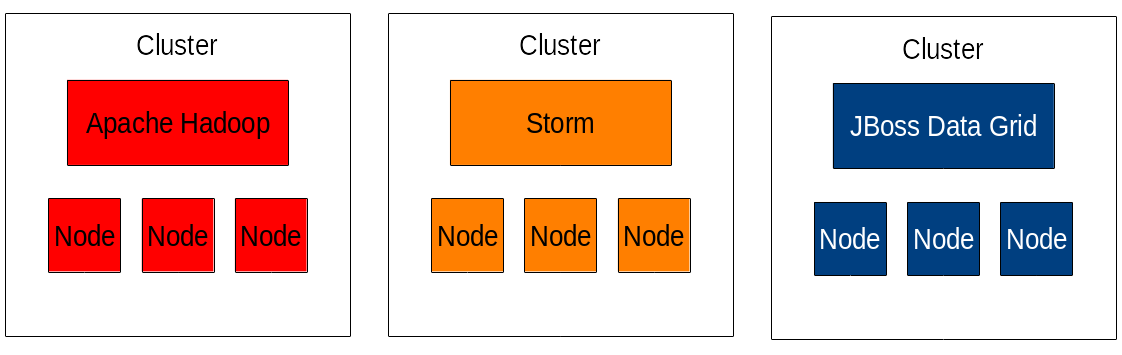 Cluster
Apache Hadoop
Node Node Node
Cluster
Storm
Node Node Node
Cluster
JBoss Data Grid
Node Node Node